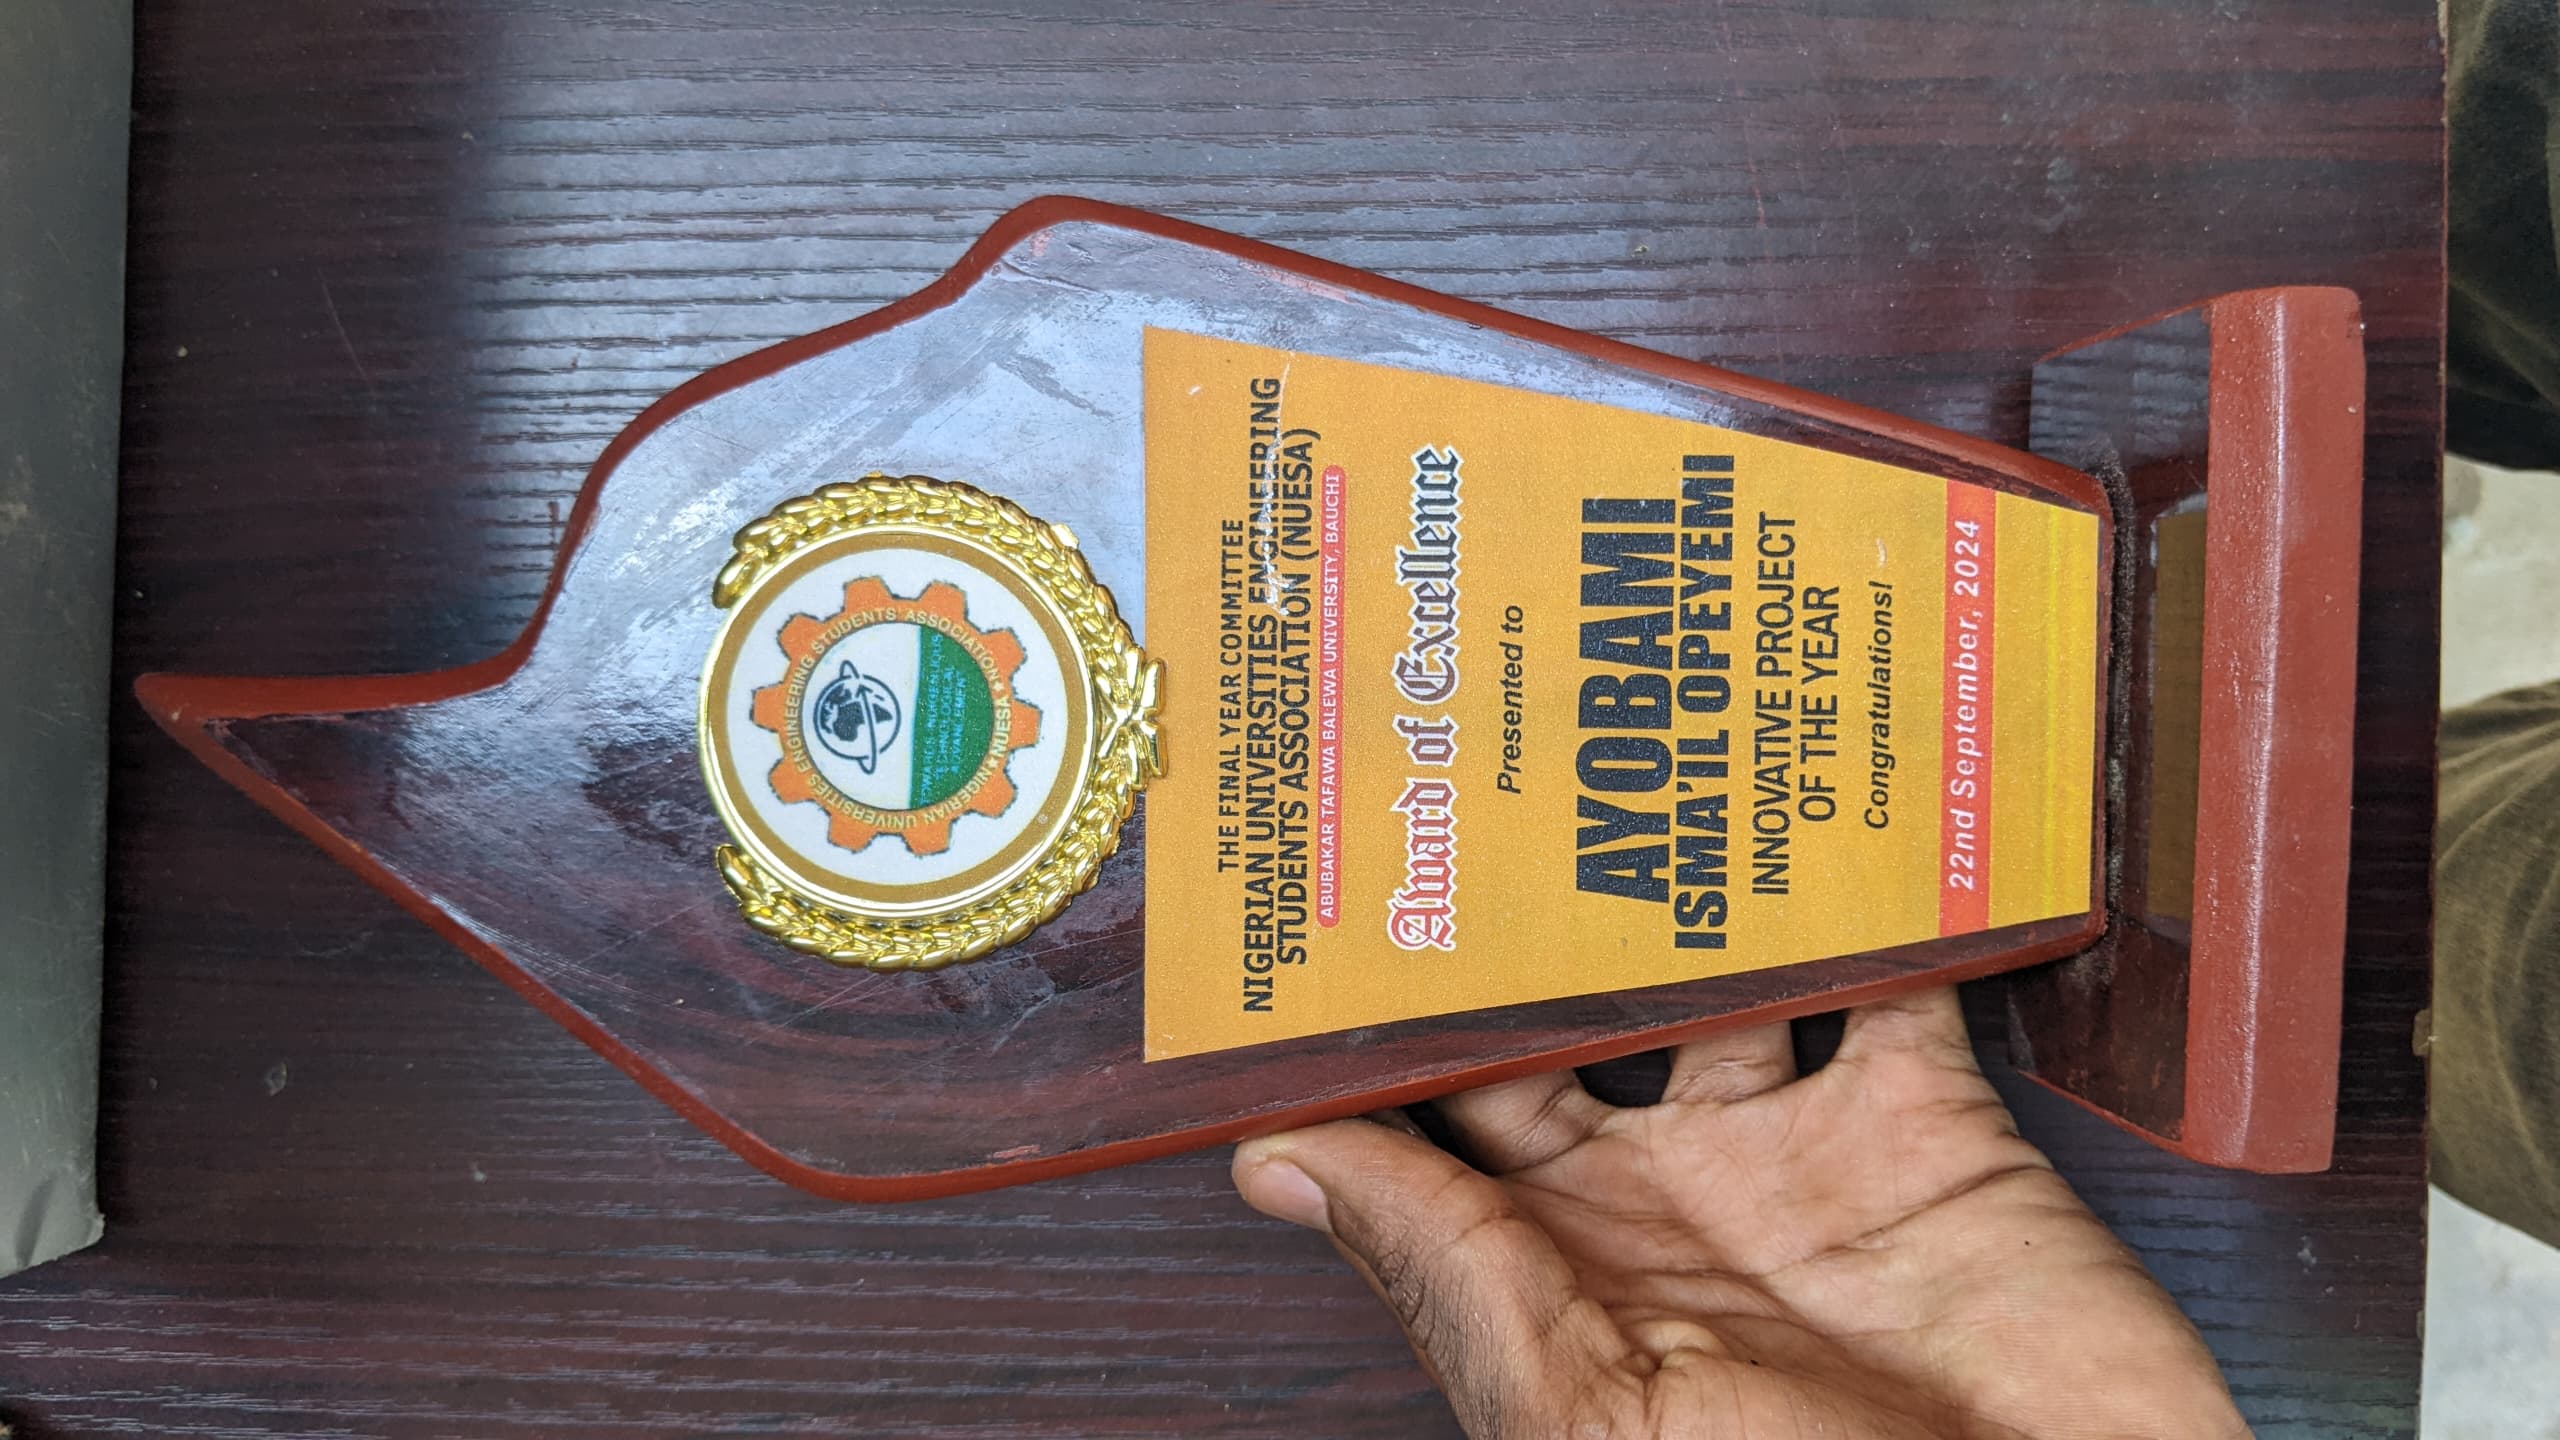 NIGERIAN UNIVERSITIES ENGINEERING STUDENTS ASSOCIATION
TOWARDS INDIGENUOUS
TECHNOLOGICAL
ADVANCEMENT
★ NUESA ★
THE FINAL YEAR COMMITTEE
NIGERIAN UNIVERSITIES ENGINEERING
STUDENTS ASSOCIATION (NUESA)
ABUBAKAR TAFAWA BALEWA UNIVERSITY, BAUCHI
Award of Excellence
Presented to
AYOBAMI
ISMA'IL OPEYEMI
INNOVATIVE PROJECT
OF THE YEAR
Congratulations!
22nd September, 2024